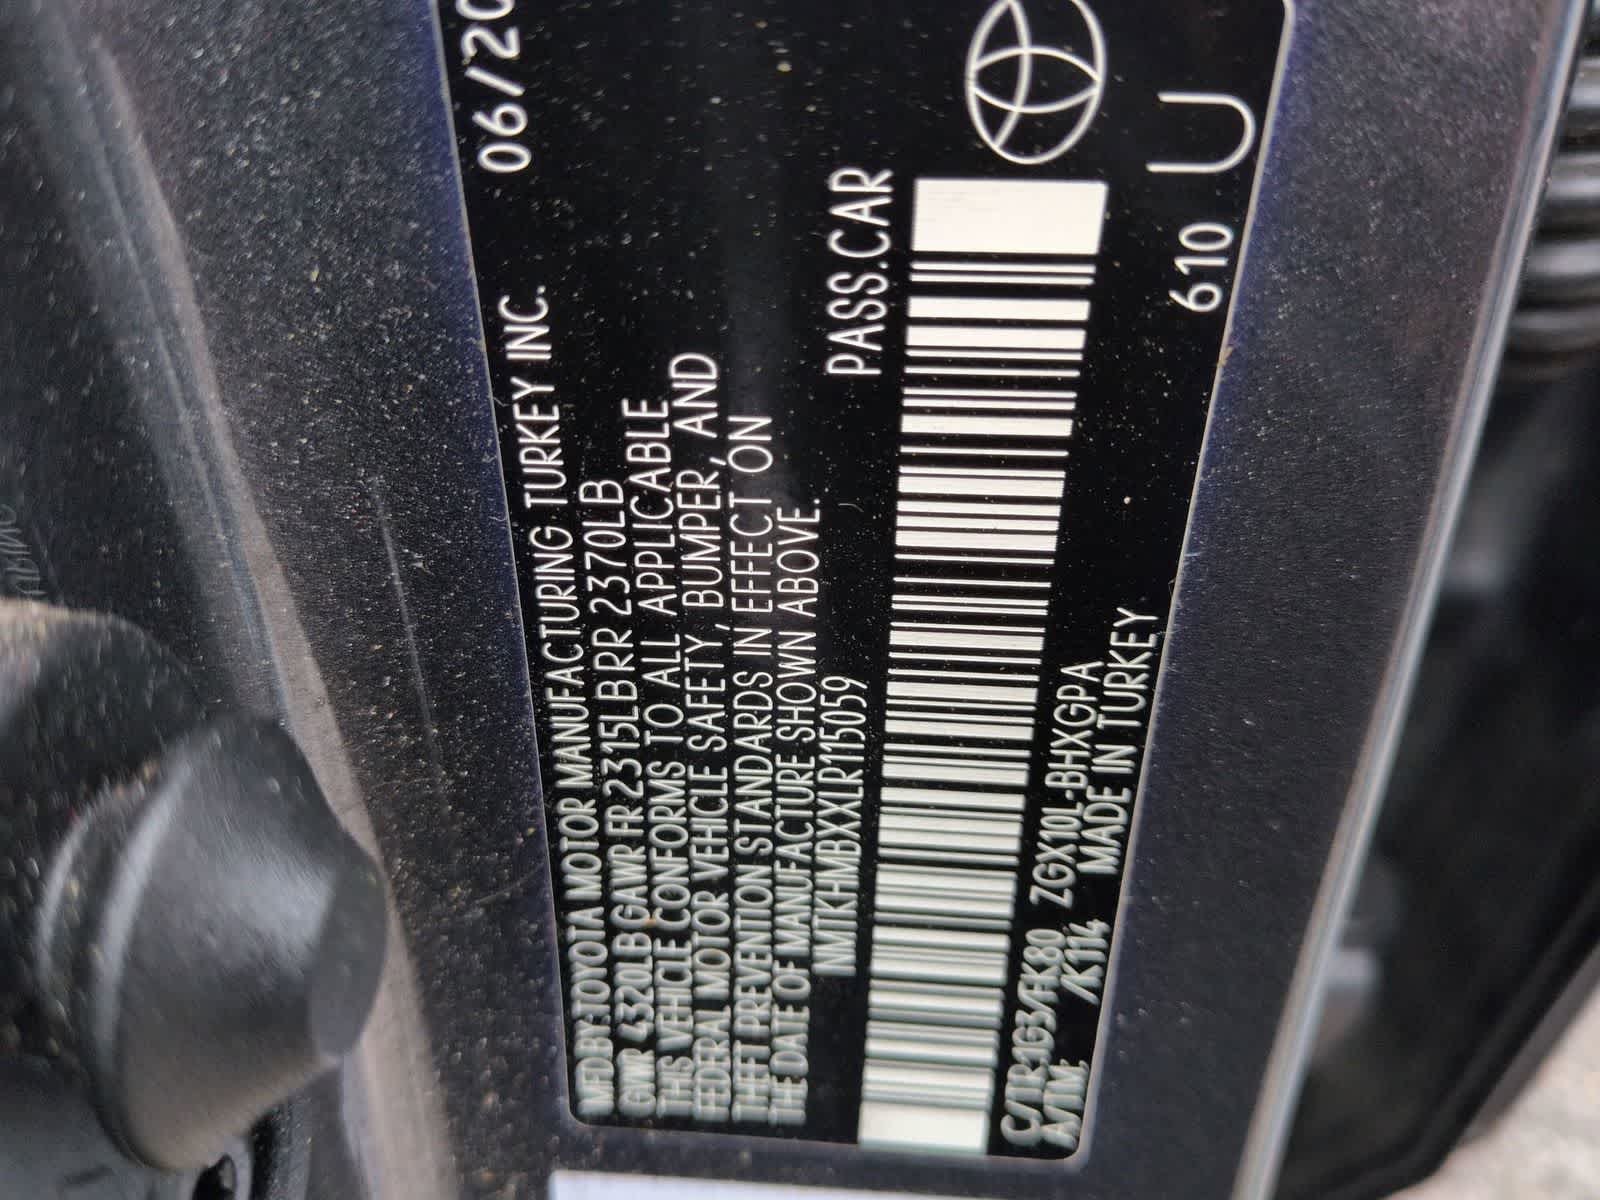 MFD BY: TOYOTA MOTOR MANUFACTURING TURKEY INC. 06/20
GVWR 4320LB GAWR FR 2315LB RR 2370LB
THIS VEHICLE CONFORMS TO ALL APPLICABLE
FEDERAL MOTOR VEHICLE SAFETY, BUMPER, AND
THEFT PREVENTION STANDARDS IN EFFECT ON
THE DATE OF MANUFACTURE SHOWN ABOVE.
NMTKHMBXXLR115059 PASS.CAR
C/TR:1G3/FK80 ZGX10L-BHXGPA
A/TM: /K114 MADE IN TURKEY
610 U